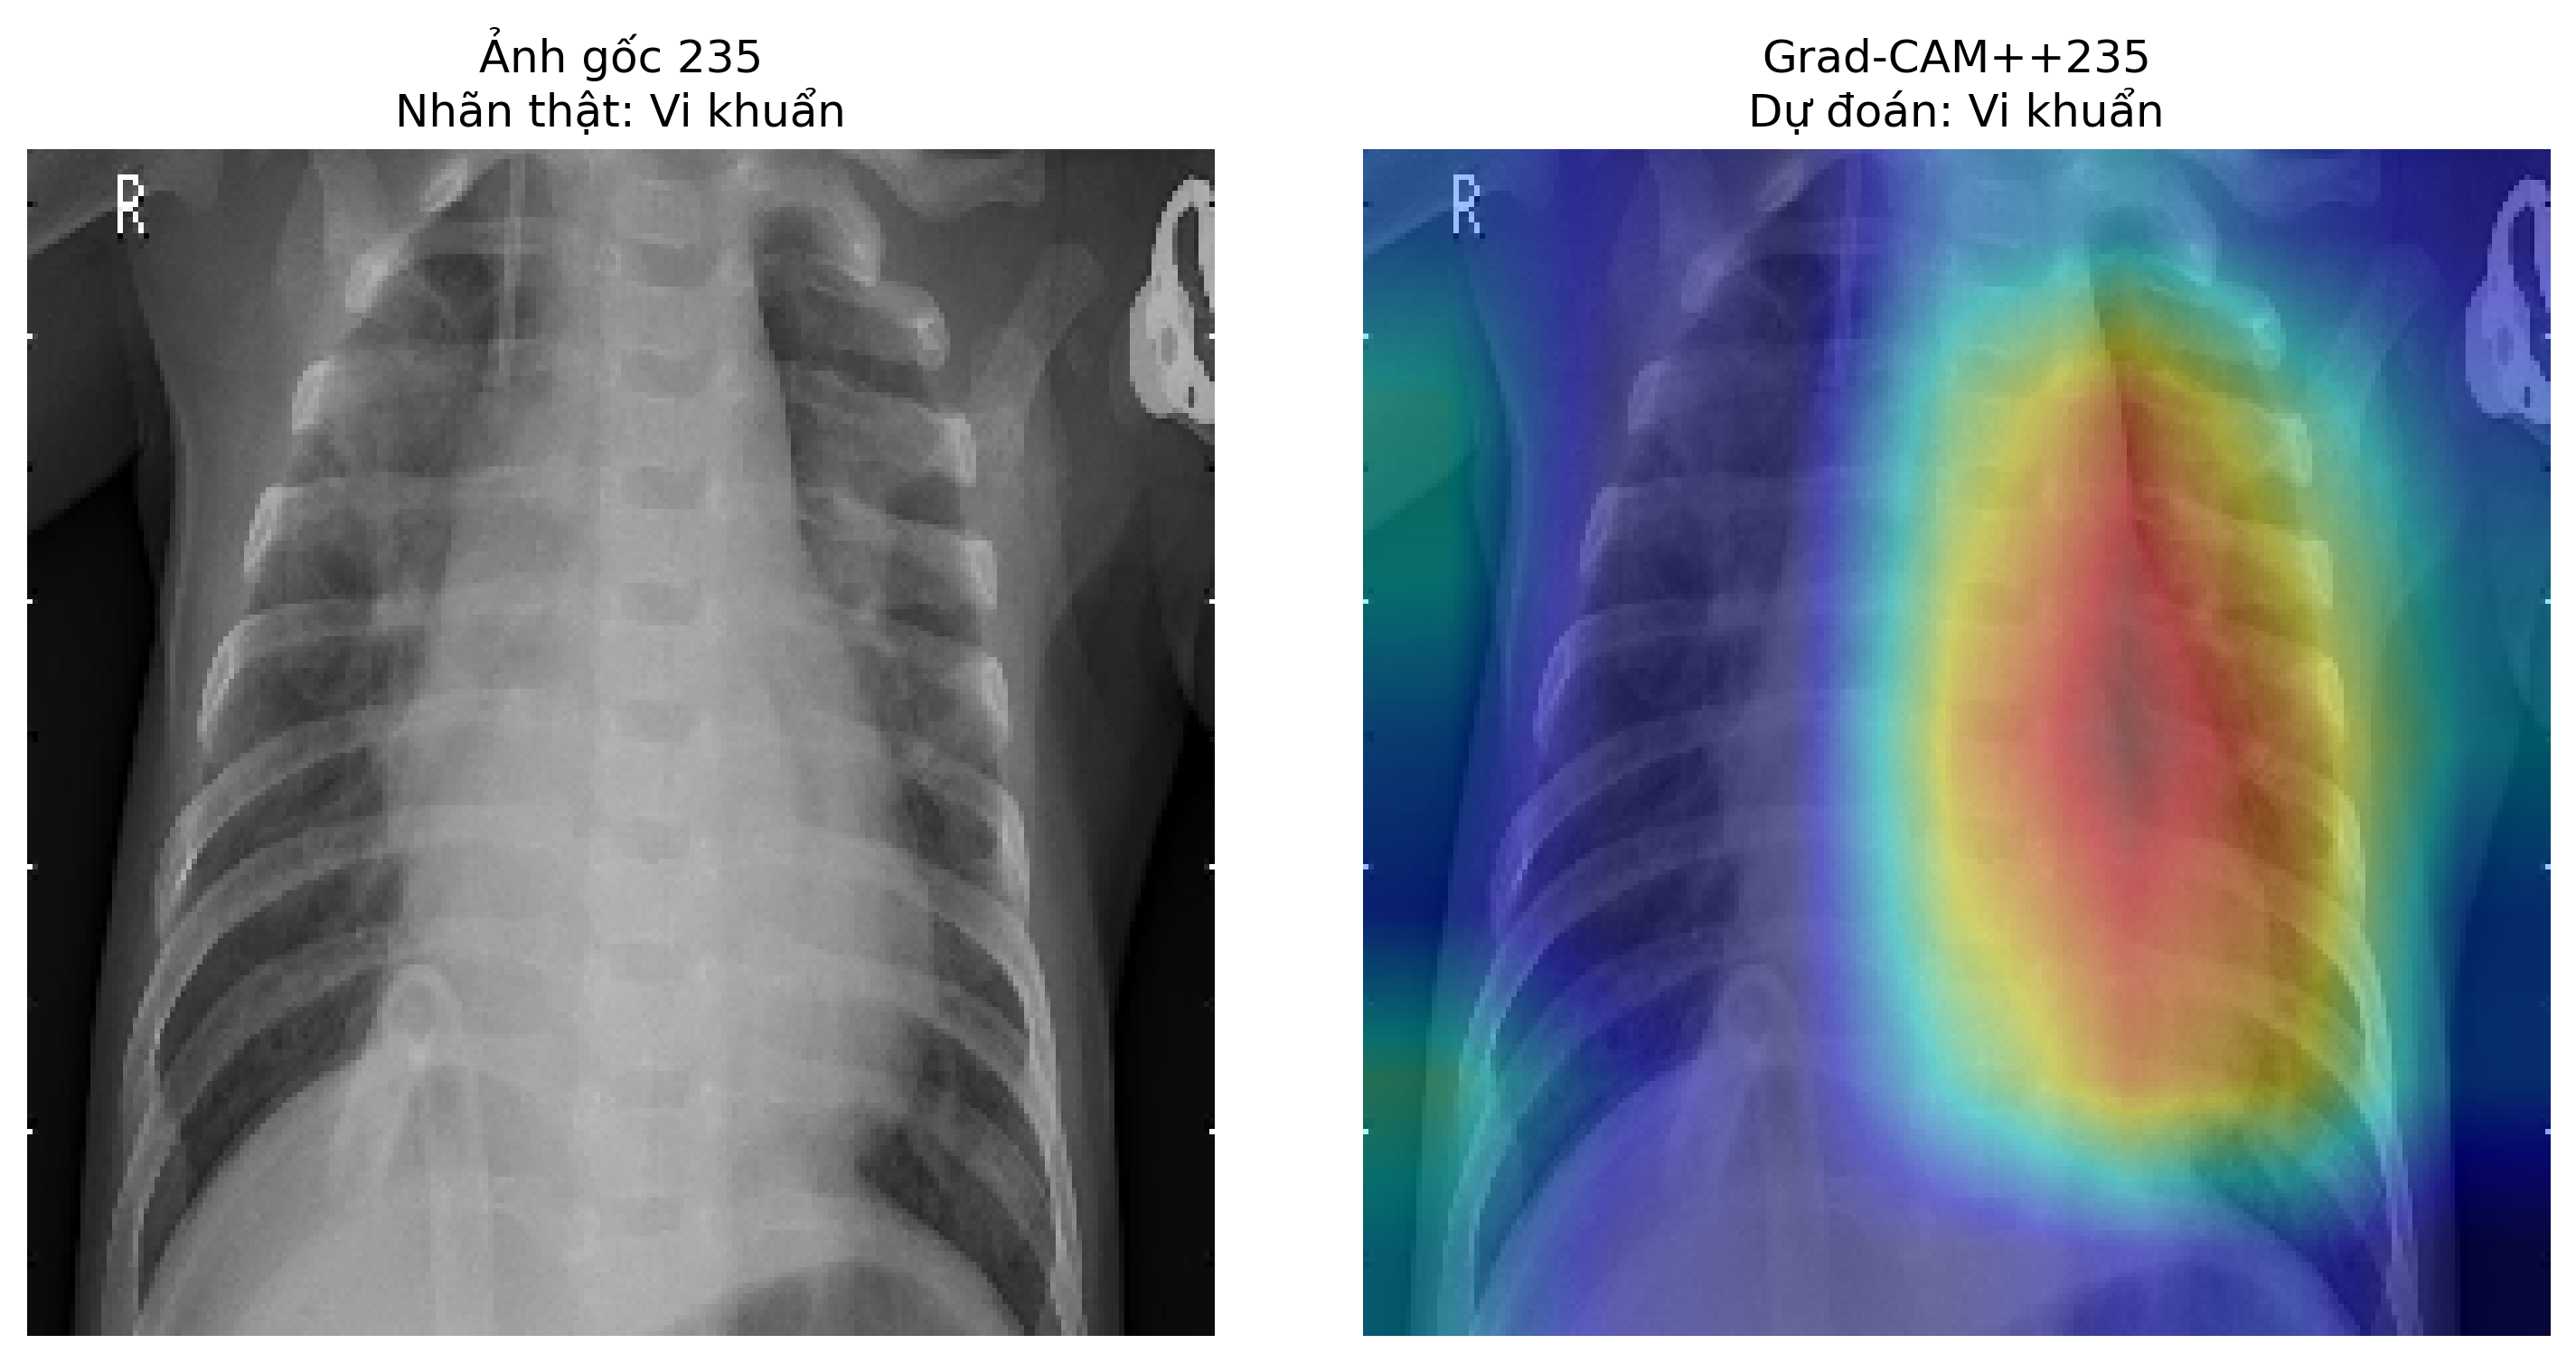 Ảnh gốc 235
Nhãn thật: Vi khuẩn
R
Grad-CAM++235
Dự đoán: Vi khuẩn
R